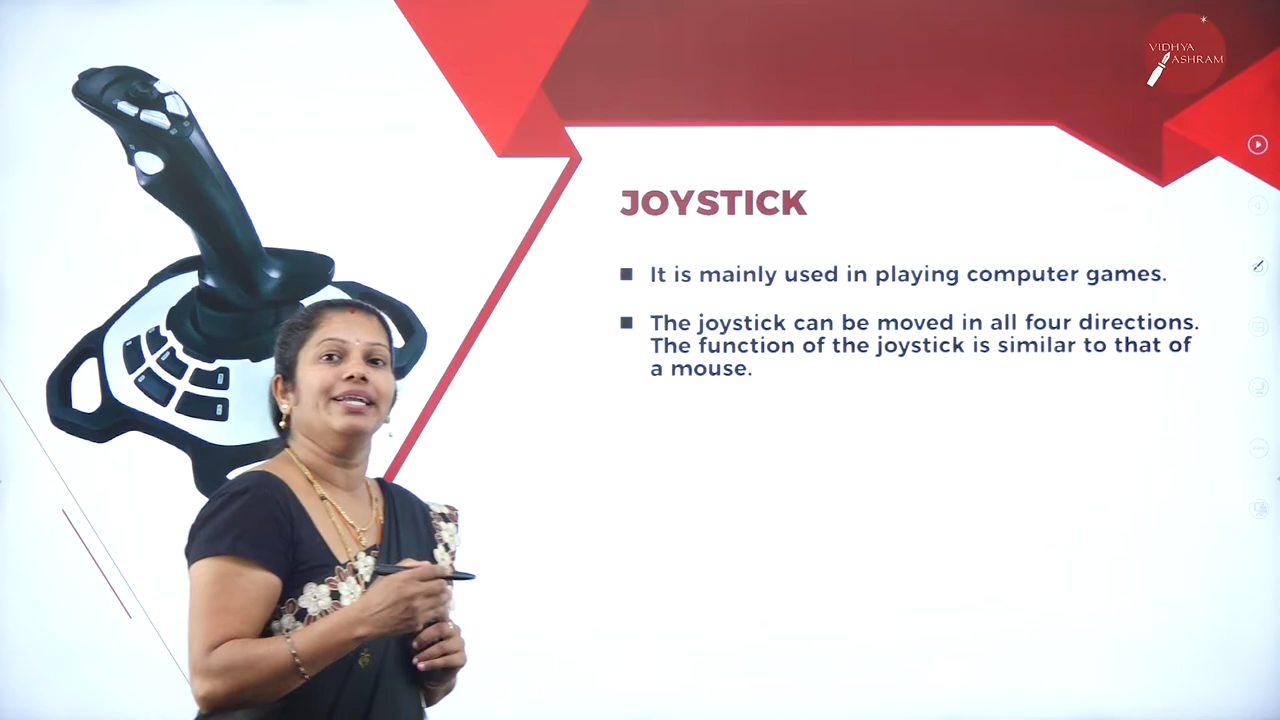 VIDHYA
ASHRAM
JOYSTICK
It is mainly used in playing computer games.
The joystick can be moved in all four directions.
The function of the joystick is similar to that of
a mouse.